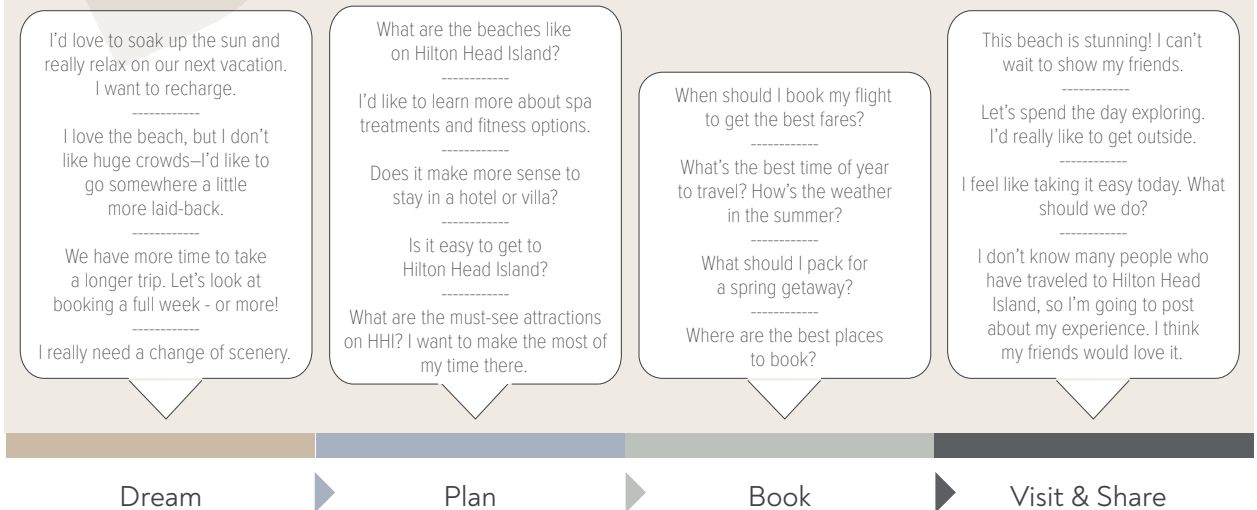 I'd love to soak up the sun and
really relax on our next vacation.
I want to recharge.
------------
I love the beach, but I don't
like huge crowds–I'd like to
go somewhere a little
more laid-back.
------------
We have more time to take
a longer trip. Let's look at
booking a full week - or more!
------------
I really need a change of scenery.
What are the beaches like
on Hilton Head Island?
------------
I'd like to learn more about spa
treatments and fitness options.
------------
Does it make more sense to
stay in a hotel or villa?
------------
Is it easy to get to
Hilton Head Island?
------------
What are the must-see attractions
on HHI? I want to make the most of
my time there.
When should I book my flight
to get the best fares?
------------
What's the best time of year
to travel? How's the weather
in the summer?
------------
What should I pack for
a spring getaway?
------------
Where are the best places
to book?
This beach is stunning! I can't
wait to show my friends.
------------
Let's spend the day exploring.
I'd really like to get outside.
------------
I feel like taking it easy today. What
should we do?
------------
I don't know many people who
have traveled to Hilton Head
Island, so I'm going to post
about my experience. I think
my friends would love it.
Dream
Plan
Book
Visit & Share